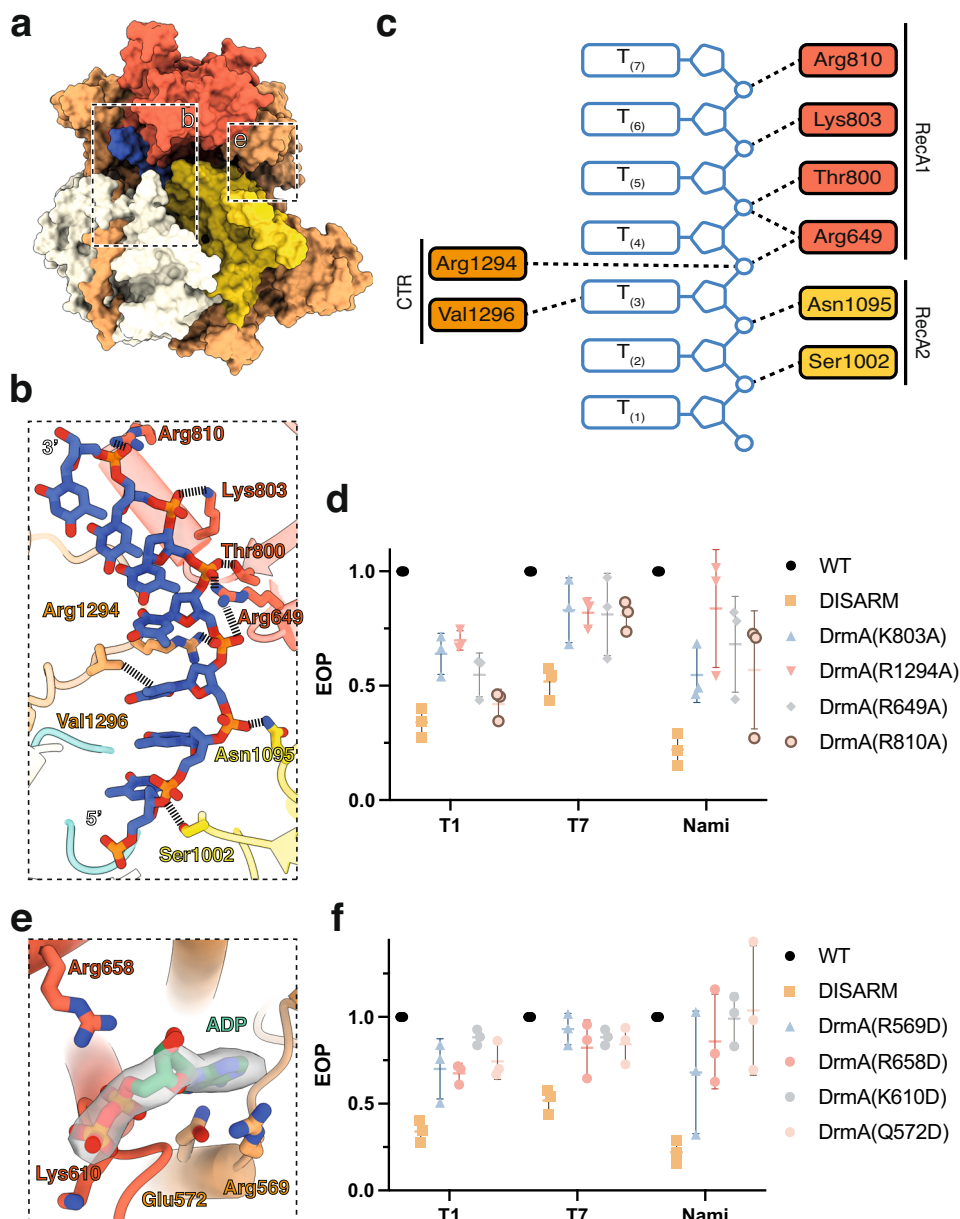 a
b
e
c
T(7)
Arg810
T(6)
Lys803
T(5)
Thr800
T(4)
Arg649
RecA1
CTR
Arg1294
Val1296
T(3)
Asn1095
T(2)
Ser1002
RecA2
T(1)
b
3’
Arg810
Lys803
Thr800
Arg1294
Arg649
Val1296
Asn1095
5’
Ser1002
d
EOP
1.0
0.5
0.0
T1
T7
Nami
WT
DISARM
DrmA(K803A)
DrmA(R1294A)
DrmA(R649A)
DrmA(R810A)
e
Arg658
ADP
Lys610
Glu572
Arg569
f
EOP
1.0
0.5
0.0
T1
T7
Nami
WT
DISARM
DrmA(R569D)
DrmA(R658D)
DrmA(K610D)
DrmA(Q572D)